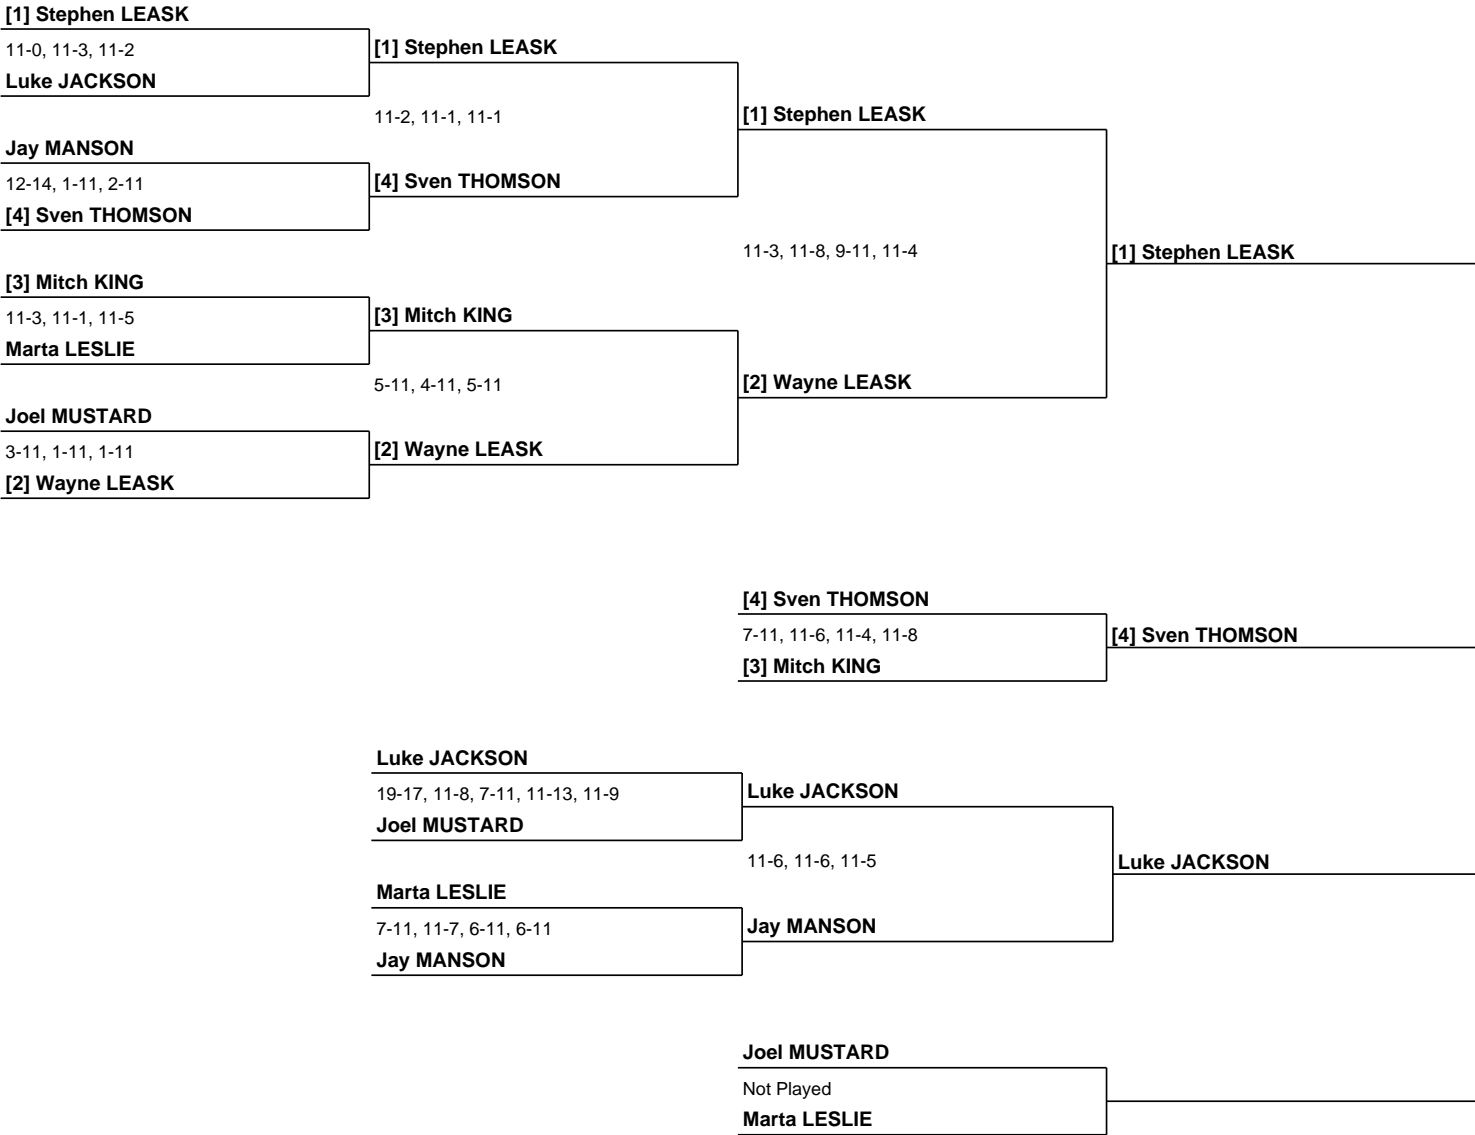 [1] Stephen LEASK
11-0, 11-3, 11-2
[1] Stephen LEASK
Luke JACKSON
11-2, 11-1, 11-1
[1] Stephen LEASK
Jay MANSON
12-14, 1-11, 2-11
[4] Sven THOMSON
[4] Sven THOMSON
11-3, 11-8, 9-11, 11-4
[1] Stephen LEASK
[3] Mitch KING
11-3, 11-1, 11-5
[3] Mitch KING
Marta LESLIE
5-11, 4-11, 5-11
[2] Wayne LEASK
Joel MUSTARD
3-11, 1-11, 1-11
[2] Wayne LEASK
[2] Wayne LEASK
[4] Sven THOMSON
7-11, 11-6, 11-4, 11-8
[4] Sven THOMSON
[3] Mitch KING
Luke JACKSON
19-17, 11-8, 7-11, 11-13, 11-9
Luke JACKSON
Joel MUSTARD
11-6, 11-6, 11-5
Luke JACKSON
Marta LESLIE
7-11, 11-7, 6-11, 6-11
Jay MANSON
Jay MANSON
Joel MUSTARD
Not Played
Marta LESLIE